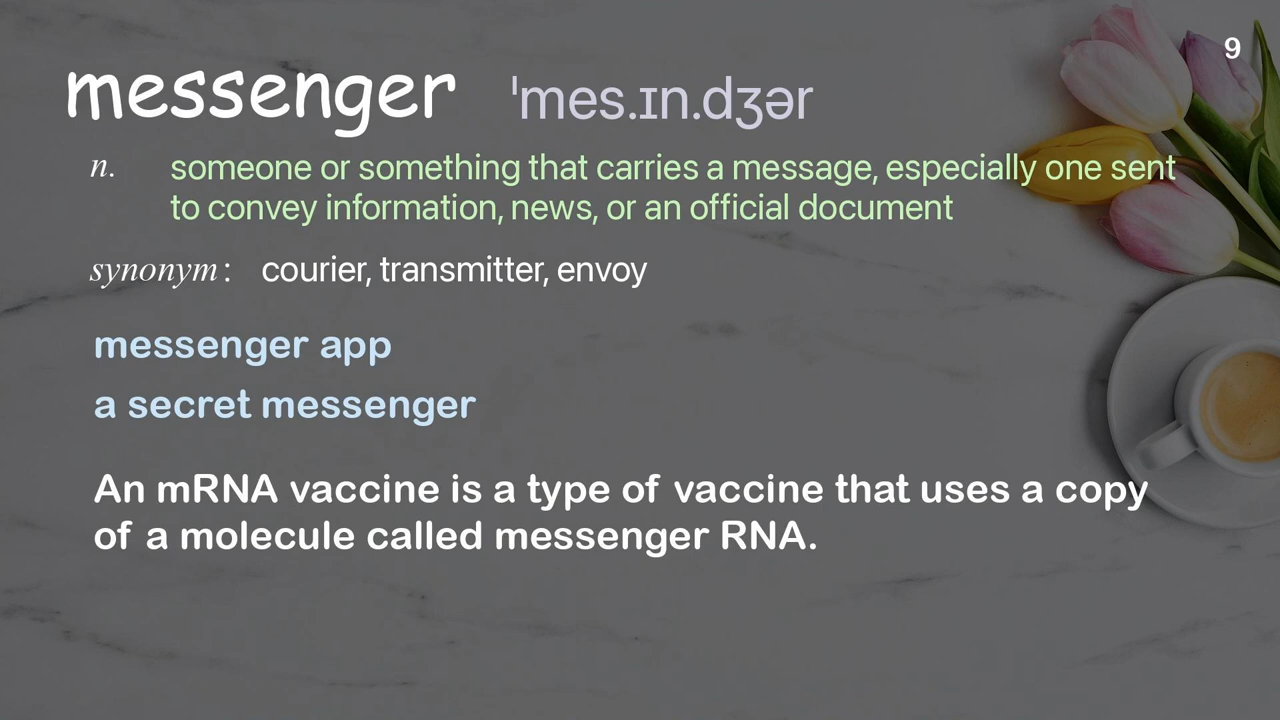 9
messenger ˈmes.ɪn.dʒər
n. someone or something that carries a message, especially one sent
to convey information, news, or an official document
synonym: courier, transmitter, envoy
messenger app
a secret messenger
An mRNA vaccine is a type of vaccine that uses a copy
of a molecule called messenger RNA.